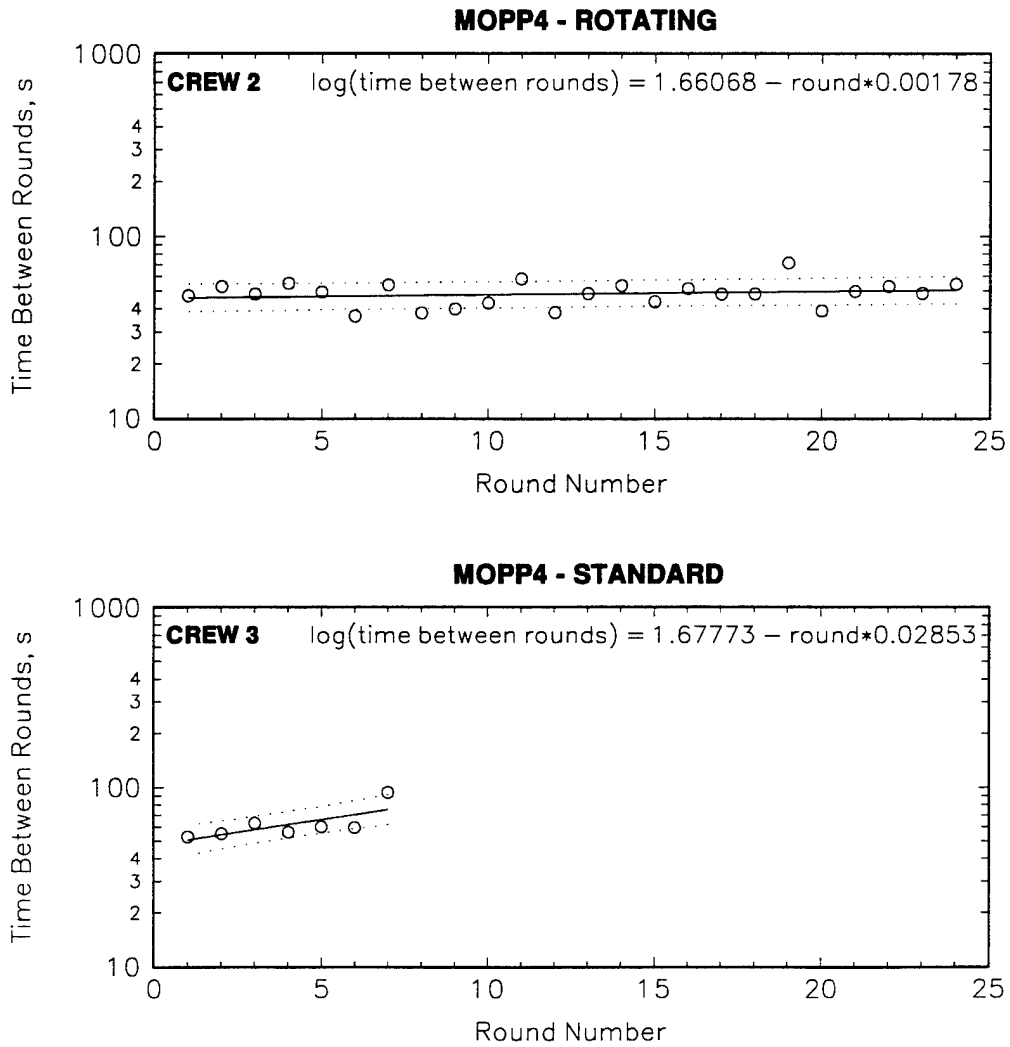 MOPP4 - ROTATING
Time Between Rounds, s
1000
CREW 2 log(time between rounds) = 1.66068 – round*0.00178
4
3
2
100
4
3
2
10
0 5 10 15 20 25
Round Number
MOPP4 - STANDARD
Time Between Rounds, s
1000
CREW 3 log(time between rounds) = 1.67773 – round*0.02853
4
3
2
100
4
3
2
10
0 5 10 15 20 25
Round Number